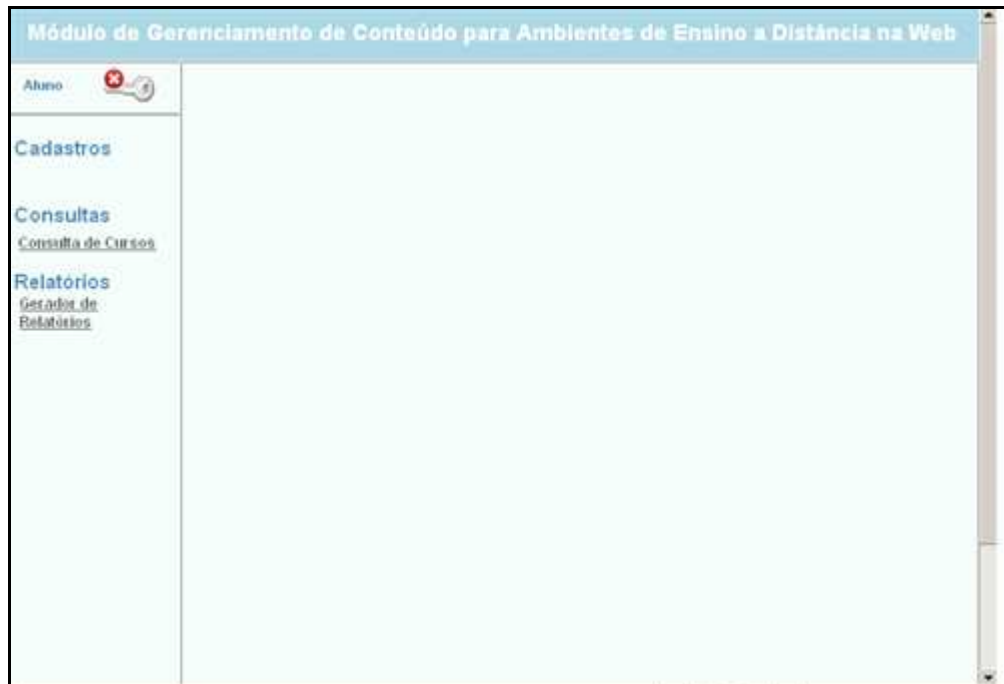 Módulo de Gerenciamento de Conteúdo para Ambientes de Ensino a Distância na Web
Aluno
Cadastros
Consultas
Consulta de Cursos
Relatórios
Gerador de
Relatórios